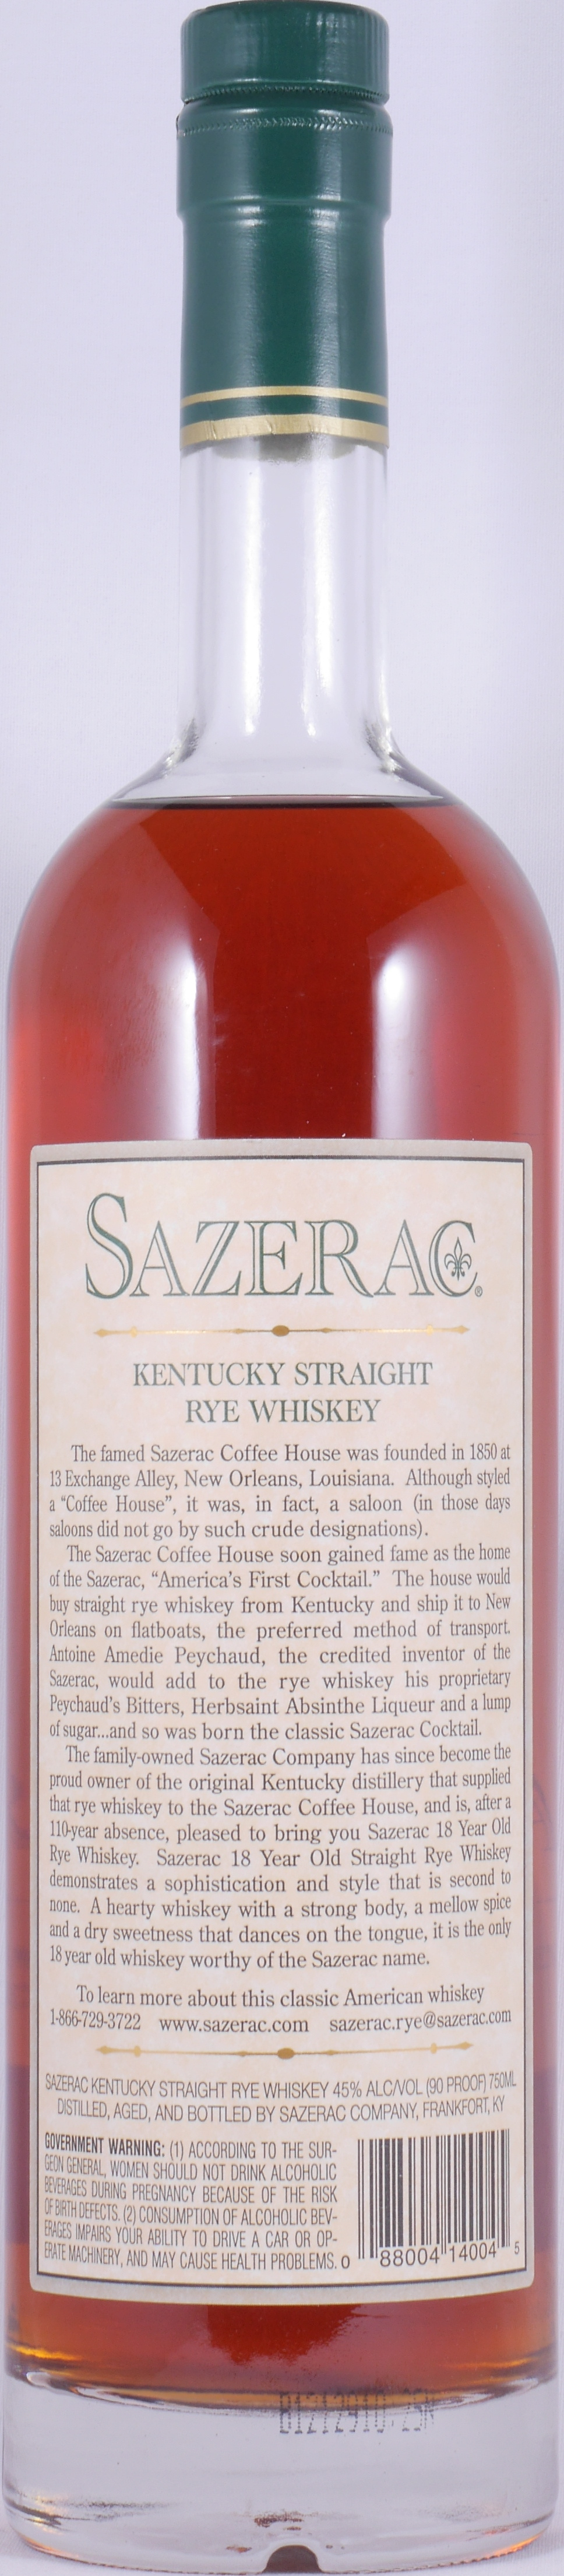 SAZERAC®
KENTUCKY STRAIGHT
RYE WHISKEY
The famed Sazerac Coffee House was founded in 1850 at
13 Exchange Alley, New Orleans, Louisiana. Although styled
a “Coffee House”, it was, in fact, a saloon (in those days
saloons did not go by such crude designations).
The Sazerac Coffee House soon gained fame as the home
of the Sazerac, “America’s First Cocktail.” The house would
buy straight rye whiskey from Kentucky and ship it to New
Orleans on flatboats, the preferred method of transport.
Antoine Amedie Peychaud, the credited inventor of the
Sazerac, would add to the rye whiskey his proprietary
Peychaud’s Bitters, Herbsaint Absinthe Liqueur and a lump
of sugar...and so was born the classic Sazerac Cocktail.
The family-owned Sazerac Company has since become the
proud owner of the original Kentucky distillery that supplied
that rye whiskey to the Sazerac Coffee House, and is, after a
110-year absence, pleased to bring you Sazerac 18 Year Old
Rye Whiskey. Sazerac 18 Year Old Straight Rye Whiskey
demonstrates a sophistication and style that is second to
none. A hearty whiskey with a strong body, a mellow spice
and a dry sweetness that dances on the tongue, it is the only
18 year old whiskey worthy of the Sazerac name.
To learn more about this classic American whiskey
1-866-729-3722 www.sazerac.com sazerac.rye@sazerac.com
SAZERAC KENTUCKY STRAIGHT RYE WHISKEY 45% ALC/VOL (90 PROOF) 750ML
DISTILLED, AGED, AND BOTTLED BY SAZERAC COMPANY, FRANKFORT, KY
GOVERNMENT WARNING: (1) ACCORDING TO THE SUR-
GEON GENERAL, WOMEN SHOULD NOT DRINK ALCOHOLIC
BEVERAGES DURING PREGNANCY BECAUSE OF THE RISK
OF BIRTH DEFECTS. (2) CONSUMPTION OF ALCOHOLIC BEV-
ERAGES IMPAIRS YOUR ABILITY TO DRIVE A CAR OR OP-
ERATE MACHINERY, AND MAY CAUSE HEALTH PROBLEMS.
0 88004 14004 5